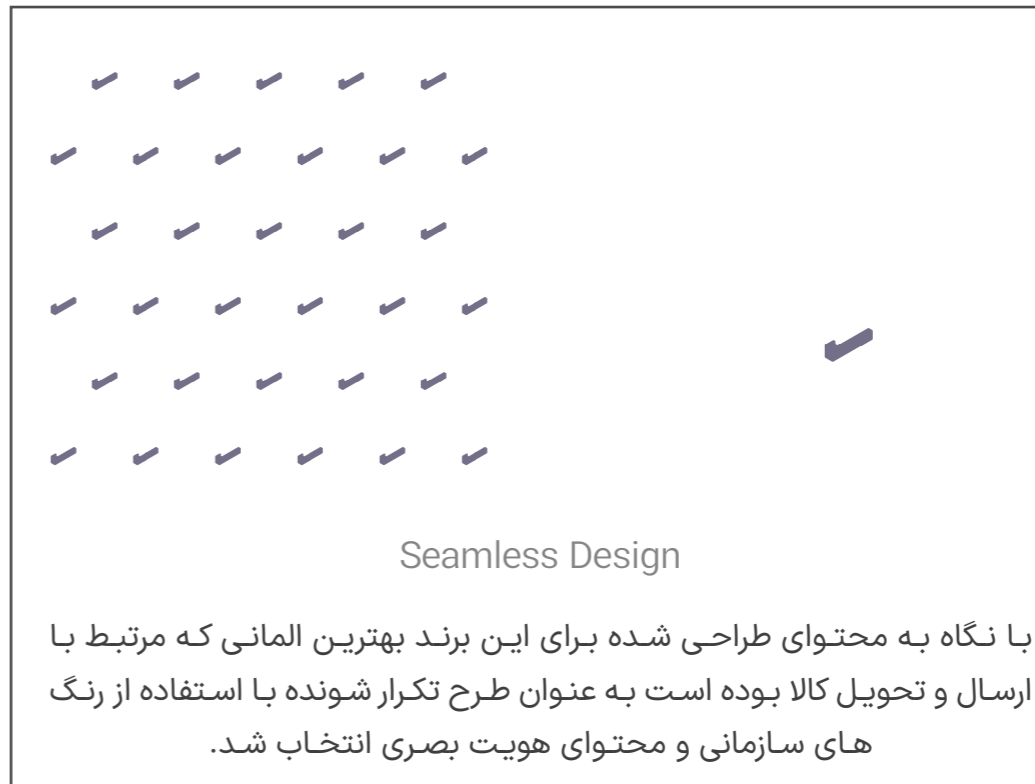 Seamless Design
با نگاه به محتوای طراحی شده برای این برند بهترین المانی که مرتبط با
ارسال و تحویل کالا بوده است به عنوان طرح تکرار شونده با استفاده از رنگ
های سازمانی و محتوای هویت بصری انتخاب شد.